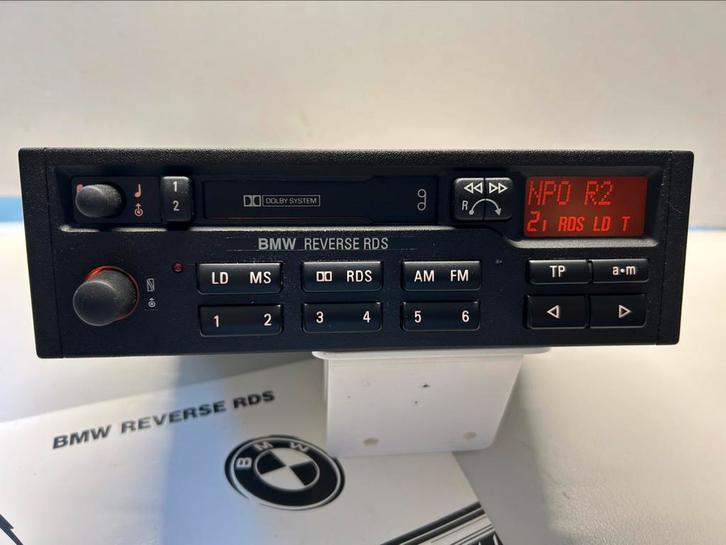 1
2
DOLBY SYSTEM
R
NPO R2
2ı RDS LD T
BMW REVERSE RDS
LD MS
RDS
AM FM
TP
a•m
1 2
3 4
5 6
BMW REVERSE RDS
BMW